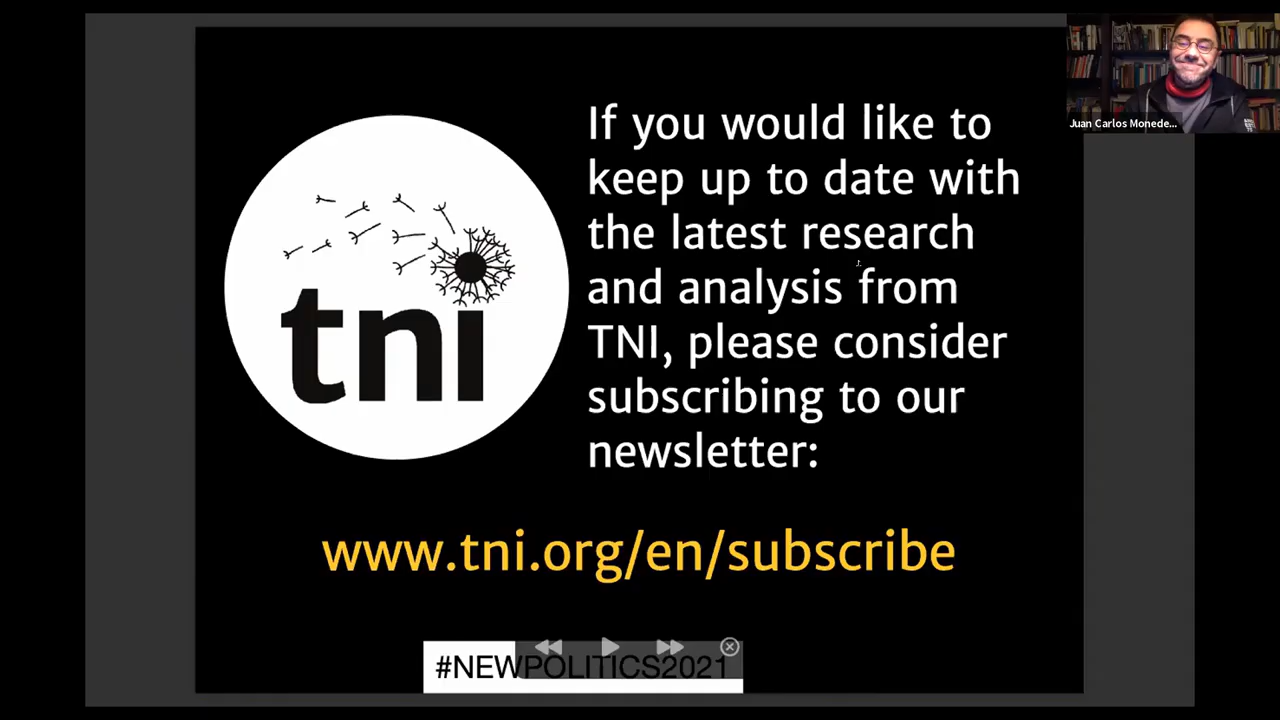 Juan Carlos Monede...
If you would like to
keep up to date with
the latest research
and analysis from
TNI, please consider
subscribing to our
newsletter:
tni
www.tni.org/en/subscribe
#NEWPOLITICS2021